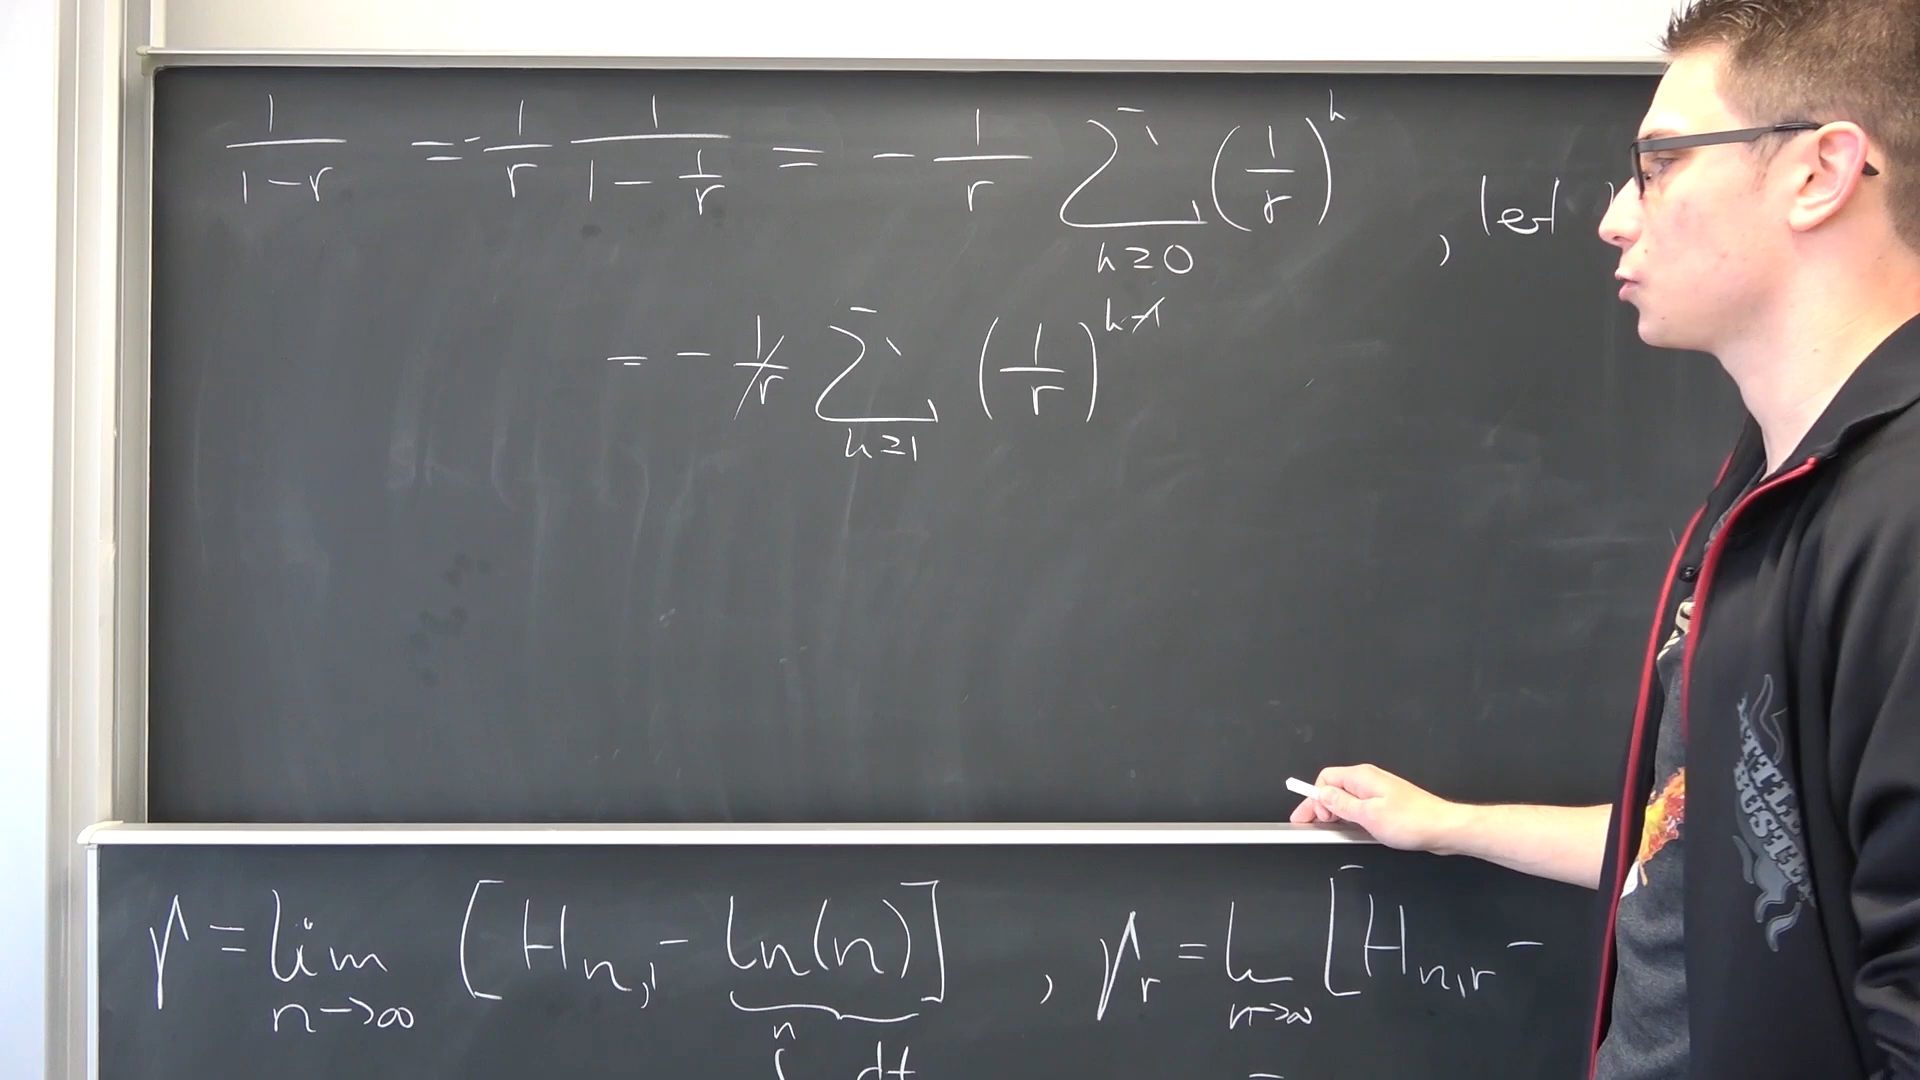 1/(1-r) = -1/r 1/(1-1/r) = -1/r ∑_{k≥0} (1/r)^k , let
= -1/r ∑_{k≥1} (1/r)^{k-1}
γ = lim_{n→∞} [H_{n,1} - ln(n)] , γ_r = lim_{n→∞} [H_{n,r} -
n
∫ dt